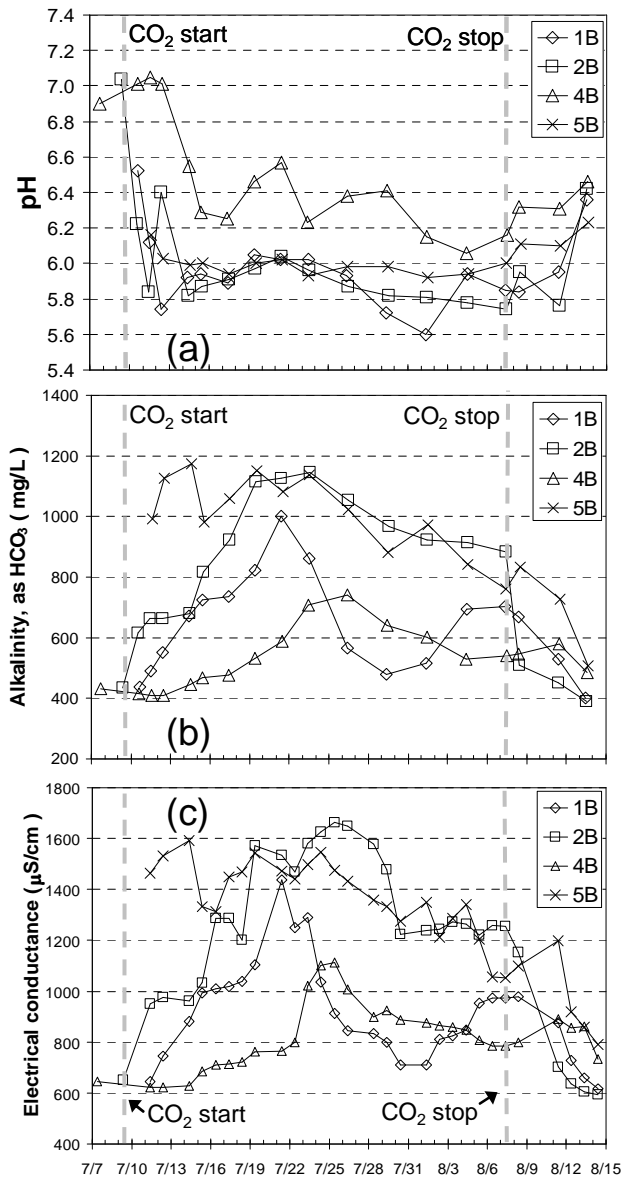 7.4
7.2
7.0
6.8
6.6
6.4
6.2
6.0
5.8
5.6
5.4
pH
CO₂ start
CO₂ stop
1B
2B
4B
5B
(a)
1400
1200
1000
800
600
400
200
Alkalinity, as HCO₃ ( mg/L )
CO₂ start
CO₂ stop
1B
2B
4B
5B
(b)
1800
1600
1400
1200
1000
800
600
400
Electrical conductance (µS/cm)
(c)
1B
2B
4B
5B
CO₂ start
CO₂ stop
7/7 7/10 7/13 7/16 7/19 7/22 7/25 7/28 7/31 8/3 8/6 8/9 8/12 8/15